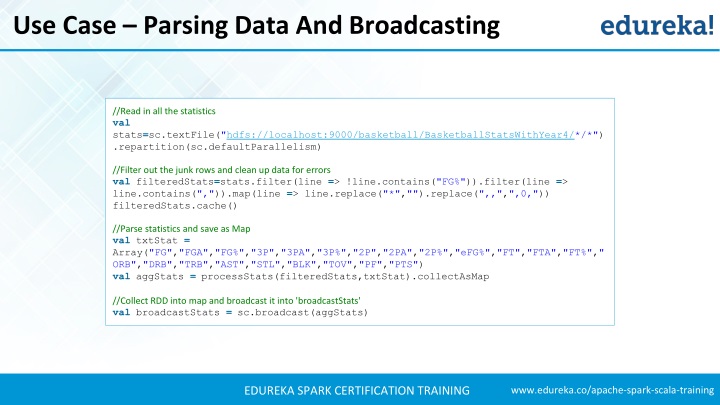 Use Case – Parsing Data And Broadcasting
edureka!
//Read in all the statistics
val
stats=sc.textFile("hdfs://localhost:9000/basketball/BasketballStatsWithYear4/*/*")
.repartition(sc.defaultParallelism)
//Filter out the junk rows and clean up data for errors
val filteredStats=stats.filter(line => !line.contains("FG%")).filter(line =>
line.contains(",")).map(line => line.replace("*","").replace(",,",",0,"))
filteredStats.cache()
//Parse statistics and save as Map
val txtStat =
Array("FG","FGA","FG%","3P","3PA","3P%","2P","2PA","2P%","eFG%","FT","FTA","FT%","
ORB","DRB","TRB","AST","STL","BLK","TOV","PF","PTS")
val aggStats = processStats(filteredStats,txtStat).collectAsMap
//Collect RDD into map and broadcast it into 'broadcastStats'
val broadcastStats = sc.broadcast(aggStats)
EDUREKA SPARK CERTIFICATION TRAINING
www.edureka.co/apache-spark-scala-training